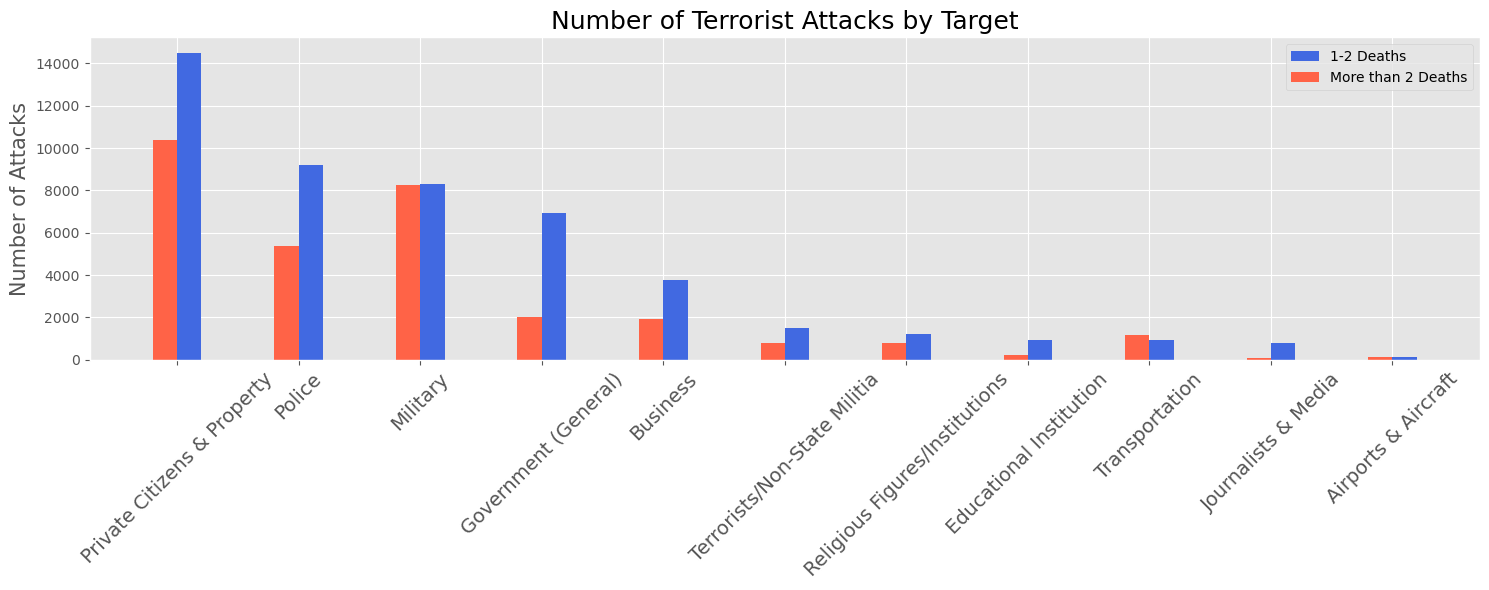 Number of Terrorist Attacks by Target
1-2 Deaths
More than 2 Deaths
Number of Attacks
14000
12000
10000
8000
6000
4000
2000
0
Private Citizens & Property
Police
Military
Government (General)
Business
Terrorists/Non-State Militia
Religious Figures/Institutions
Educational Institution
Transportation
Journalists & Media
Airports & Aircraft